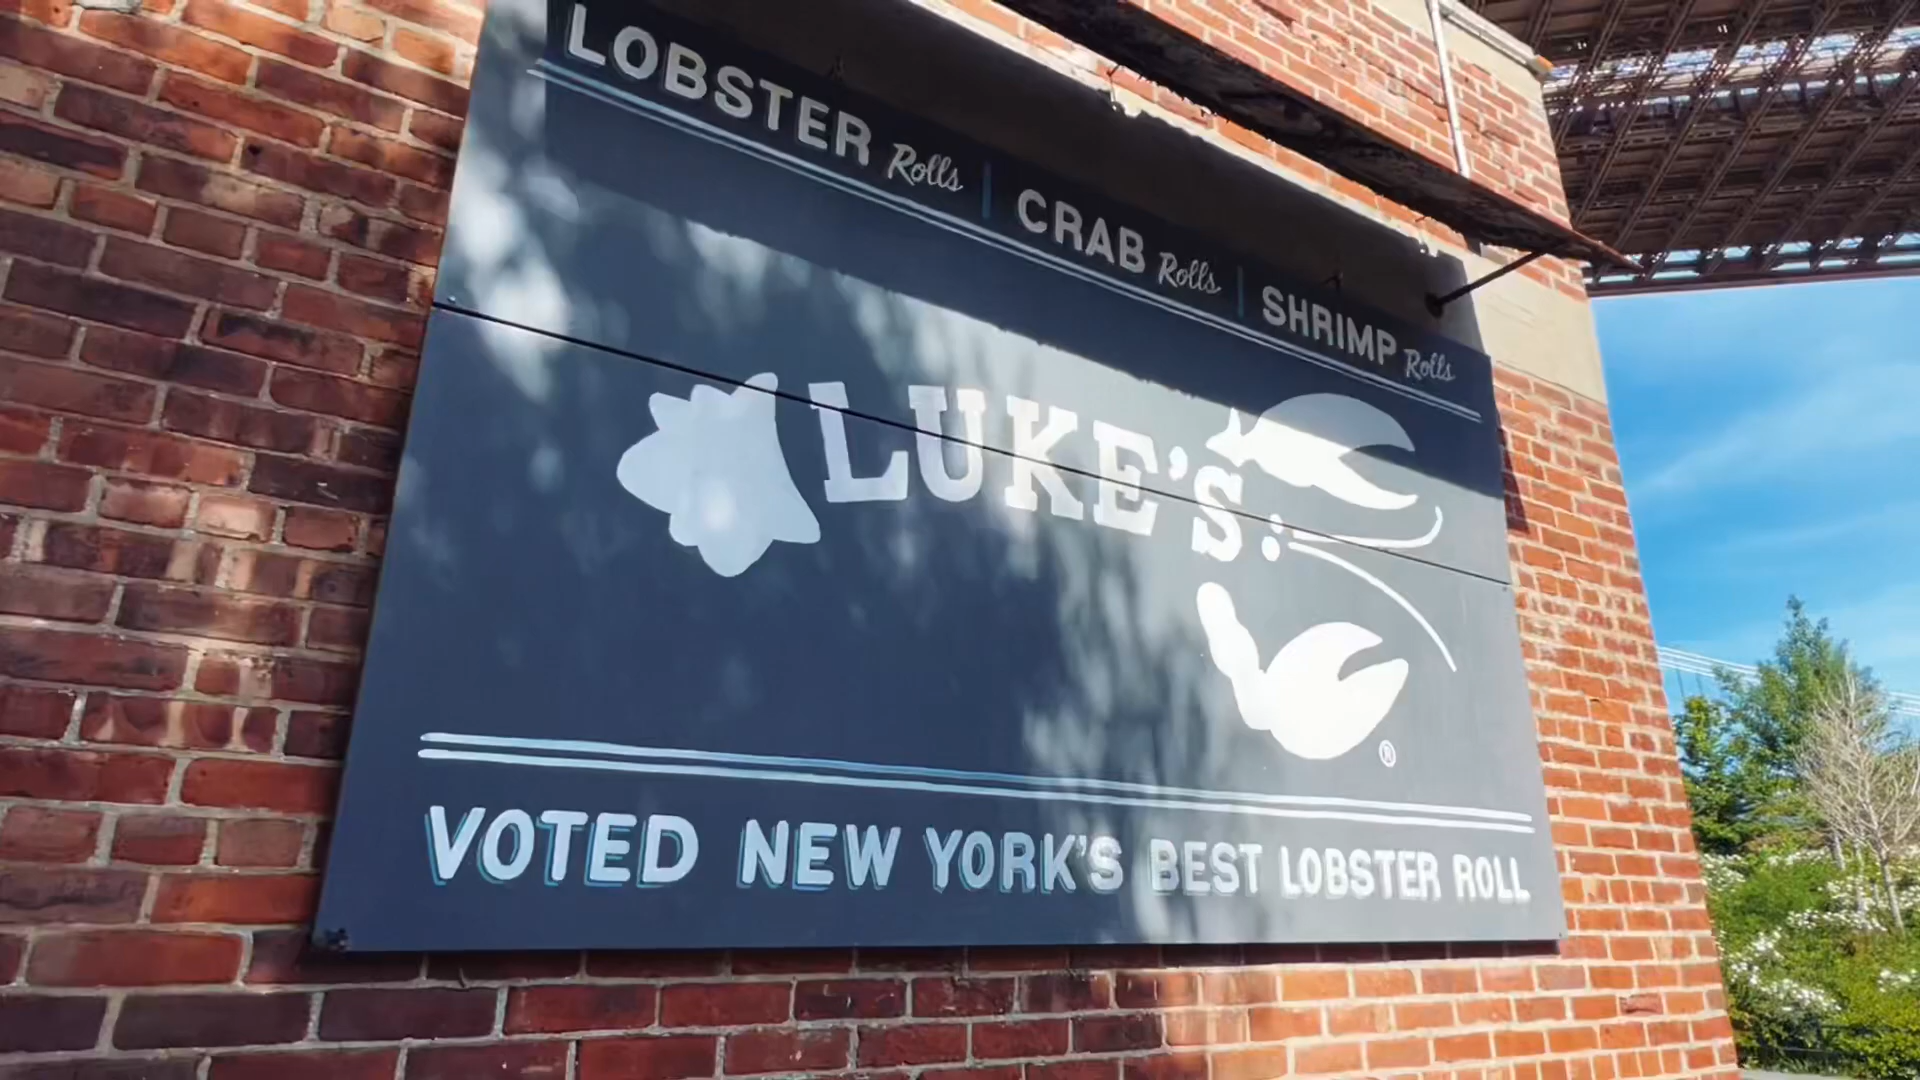 LOBSTER Rolls | CRAB Rolls | SHRIMP Rolls
LUKE'S
®
VOTED NEW YORK'S BEST LOBSTER ROLL